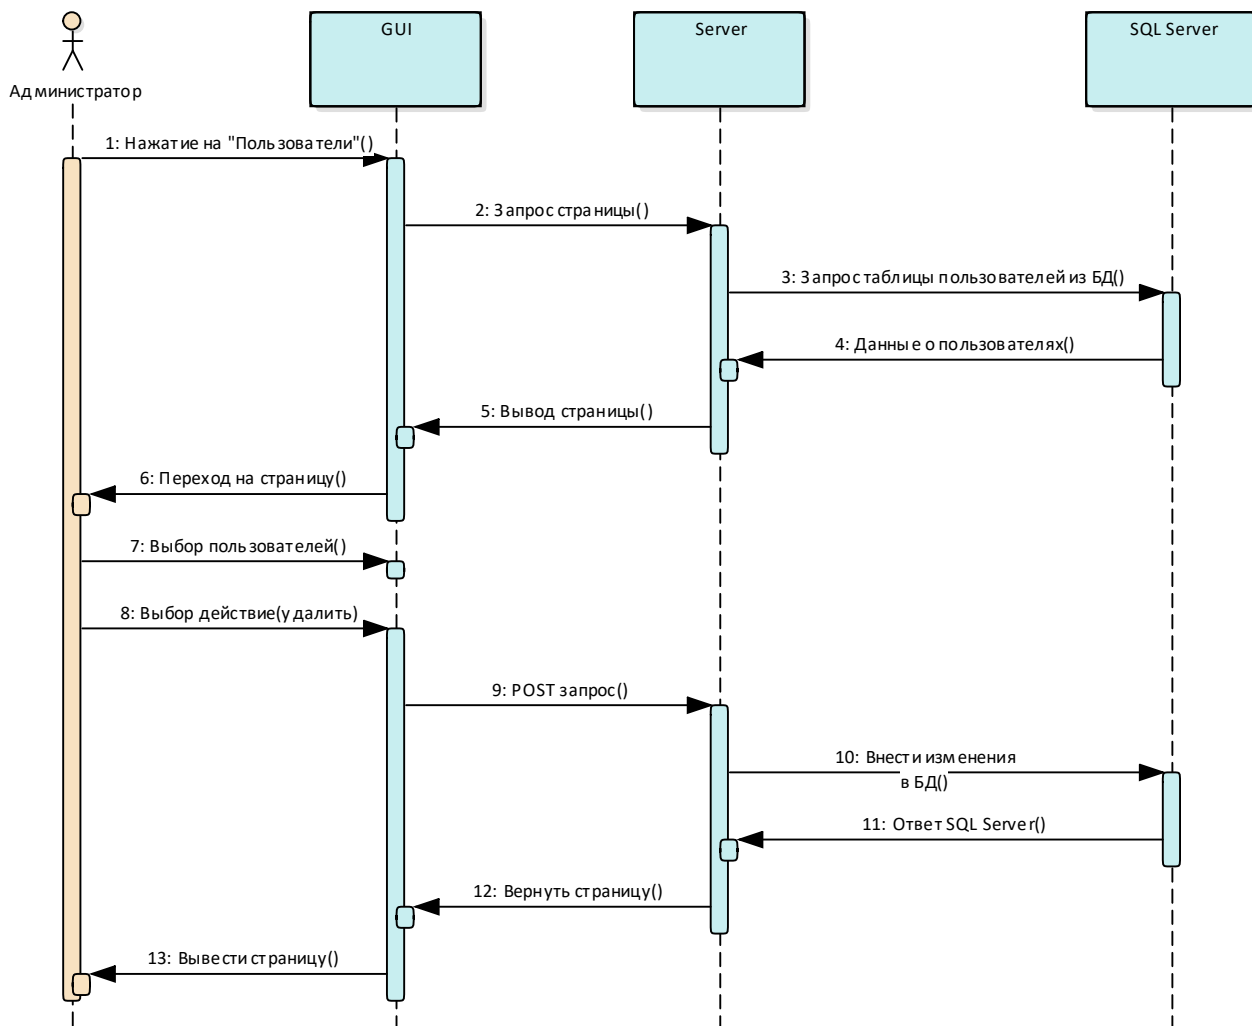 GUI
Server
SQL Server
Администратор
1: Нажатие на "Пользователи"()
2: Запрос страницы()
3: Запрос таблицы пользователей из БД()
4: Данные о пользователях()
5: Вывод страницы()
6: Переход на страницу()
7: Выбор пользователей()
8: Выбор действие(удалить)
9: POST запрос()
10: Внести изменения
в БД()
11: Ответ SQL Server()
12: Вернуть страницу()
13: Вывести страницу()